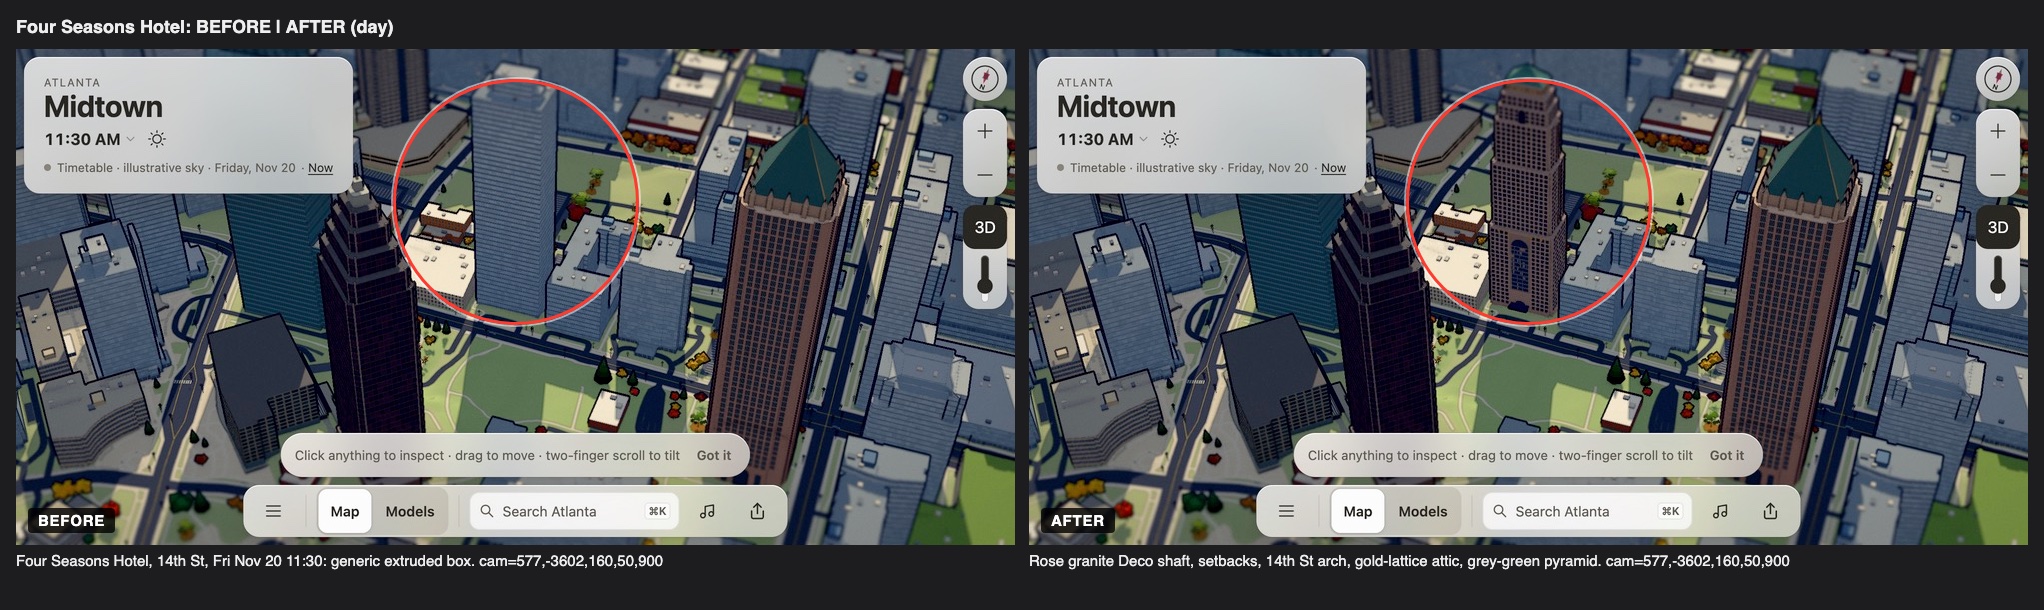 Four Seasons Hotel: BEFORE | AFTER (day)
ATLANTA
Midtown
11:30 AM
Timetable · illustrative sky · Friday, Nov 20 · Now
N
3D
Click anything to inspect · drag to move · two-finger scroll to tilt Got it
Map Models Search Atlanta ⌘K
BEFORE
Four Seasons Hotel, 14th St, Fri Nov 20 11:30: generic extruded box. cam=577,-3602,160,50,900
ATLANTA
Midtown
11:30 AM
Timetable · illustrative sky · Friday, Nov 20 · Now
N
3D
Click anything to inspect · drag to move · two-finger scroll to tilt Got it
Map Models Search Atlanta ⌘K
AFTER
Rose granite Deco shaft, setbacks, 14th St arch, gold-lattice attic, grey-green pyramid. cam=577,-3602,160,50,900